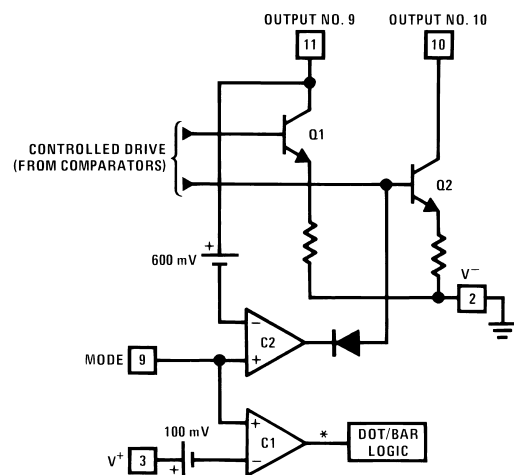 OUTPUT NO. 9
OUTPUT NO. 10
11
10
CONTROLLED DRIVE
(FROM COMPARATORS)
Q1
Q2
+
600 mV
V−
2
−
C2
+
MODE
9
+
C1
−
*
DOT/BAR
LOGIC
100 mV
V+
3
+